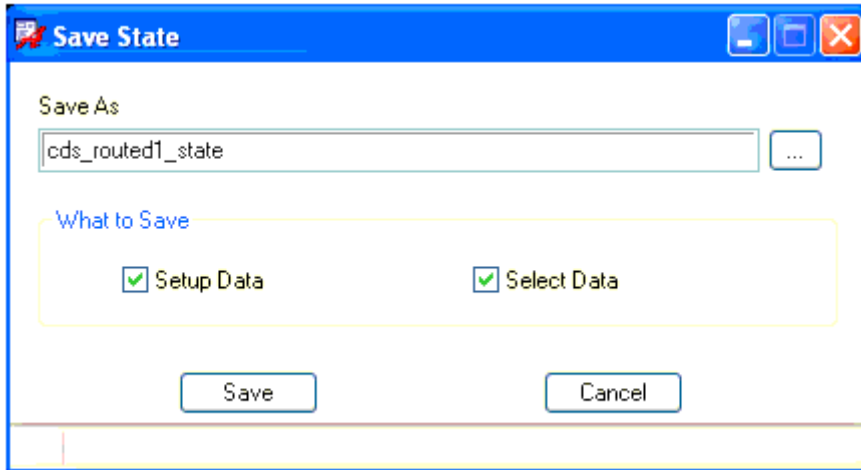 Save State
Save As
cds_routed1_state
...
What to Save
Setup Data Select Data
Save Cancel